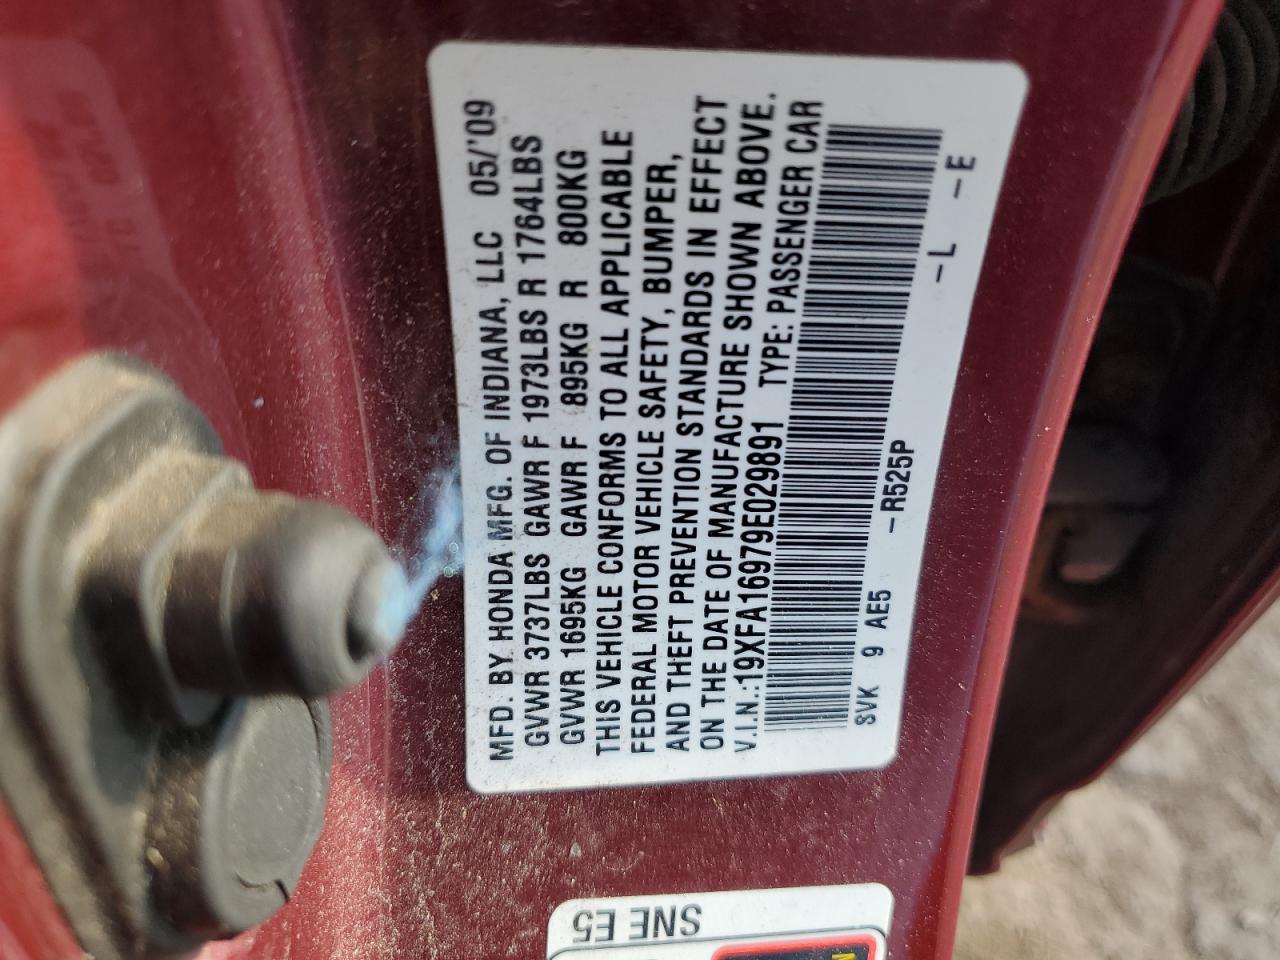 MFD. BY HONDA MFG. OF INDIANA, LLC 05/'09
GVWR 3737LBS GAWR F 1973LBS R 1764LBS
GVWR 1695KG GAWR F 895KG R 800KG
THIS VEHICLE CONFORMS TO ALL APPLICABLE
FEDERAL MOTOR VEHICLE SAFETY, BUMPER,
AND THEFT PREVENTION STANDARDS IN EFFECT
ON THE DATE OF MANUFACTURE SHOWN ABOVE.
V.I.N.:19XFA16979E029891 TYPE: PASSENGER CAR
SVK 9 AE5 -R525P -L -E
SNE E5